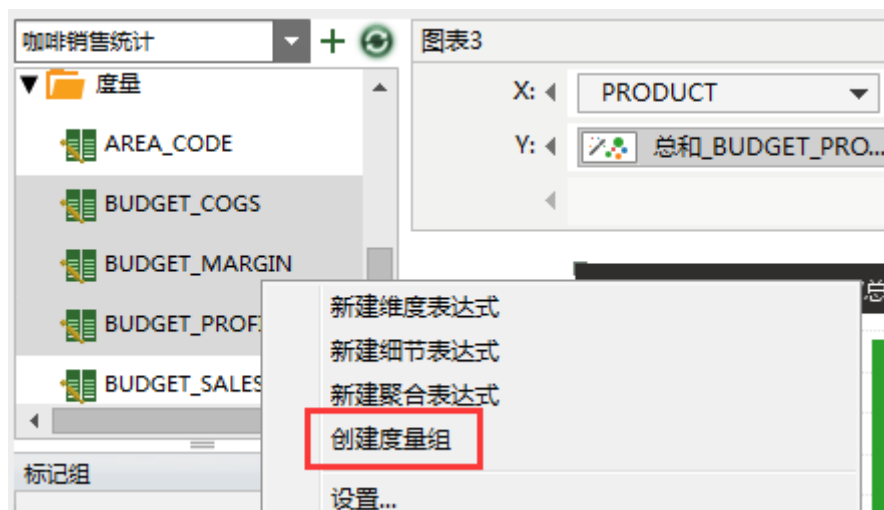 咖啡销售统计
图表3
度量
X:
PRODUCT
AREA_CODE
Y:
总和_BUDGET_PRO...
BUDGET_COGS
BUDGET_MARGIN
总
新建维度表达式
BUDGET_PROF
新建细节表达式
BUDGET_SALES
新建聚合表达式
创建度量组
标记组
设置...